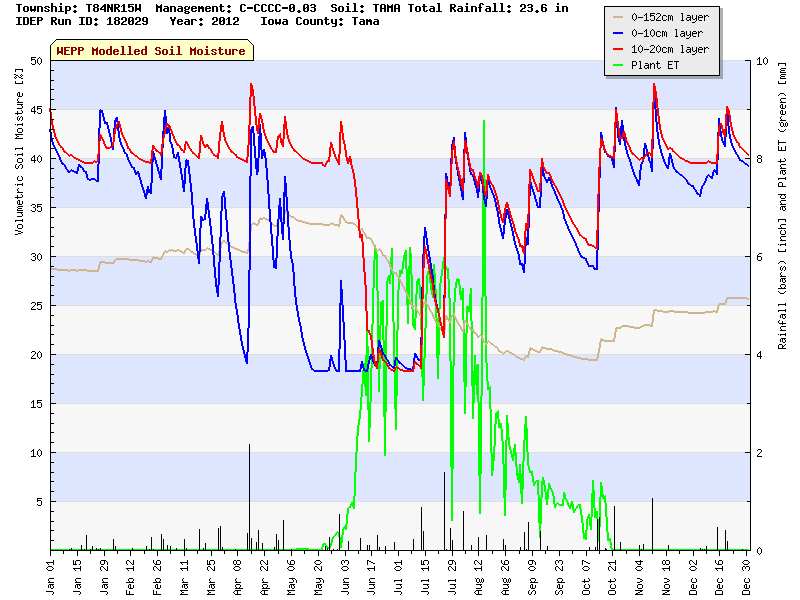 Township: T84NR15W  Management: C-CCCC-0.03  Soil: TAMA Total Rainfall: 23.6 in
IDEP Run ID: 182029   Year: 2012   Iowa County: Tama
WEPP Modelled Soil Moisture
0-152cm layer
0-10cm layer
10-20cm layer
Plant ET
Volumetric Soil Moisture [%]
50
45
40
35
30
25
20
15
10
5
10
8
6
4
2
0
Rainfall (bars) [inch] and Plant ET (green) [mm]
Jan 01
Jan 15
Jan 29
Feb 12
Feb 26
Mar 11
Mar 25
Apr 08
Apr 22
May 06
May 20
Jun 03
Jun 17
Jul 01
Jul 15
Jul 29
Aug 12
Aug 26
Sep 09
Sep 23
Oct 07
Oct 21
Nov 04
Nov 18
Dec 02
Dec 16
Dec 30